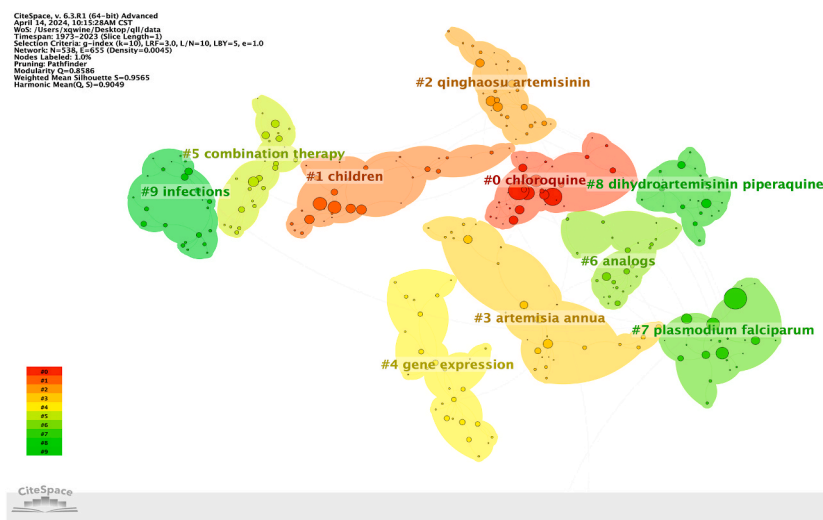 CiteSpace, v. 6.3.R1 (64-bit) Advanced
April 14, 2024, 10:15:28AM CST
WoS: /Users/xqwine/Desktop/qll/data
Timespan: 1973-2023 (Slice Length=1)
Selection Criteria: g-index (k=10), LRF=3.0, L/N=10, LBY=5, e=1.0
Network: N=538, E=655 (Density=0.0045)
Nodes Labeled: 1.0%
Pruning: Pathfinder
Modularity Q=0.8586
Weighted Mean Silhouette S=0.9565
Harmonic Mean(Q, S)=0.9049
#2 qinghaosu artemisinin
#5 combination therapy
#1 children
#0 chloroquine
#8 dihydroartemisinin piperaquine
#9 infections
#6 analogs
#3 artemisia annua
#7 plasmodium falciparum
#4 gene expression
#0
#1
#2
#3
#4
#5
#6
#7
#8
#9
CiteSpace